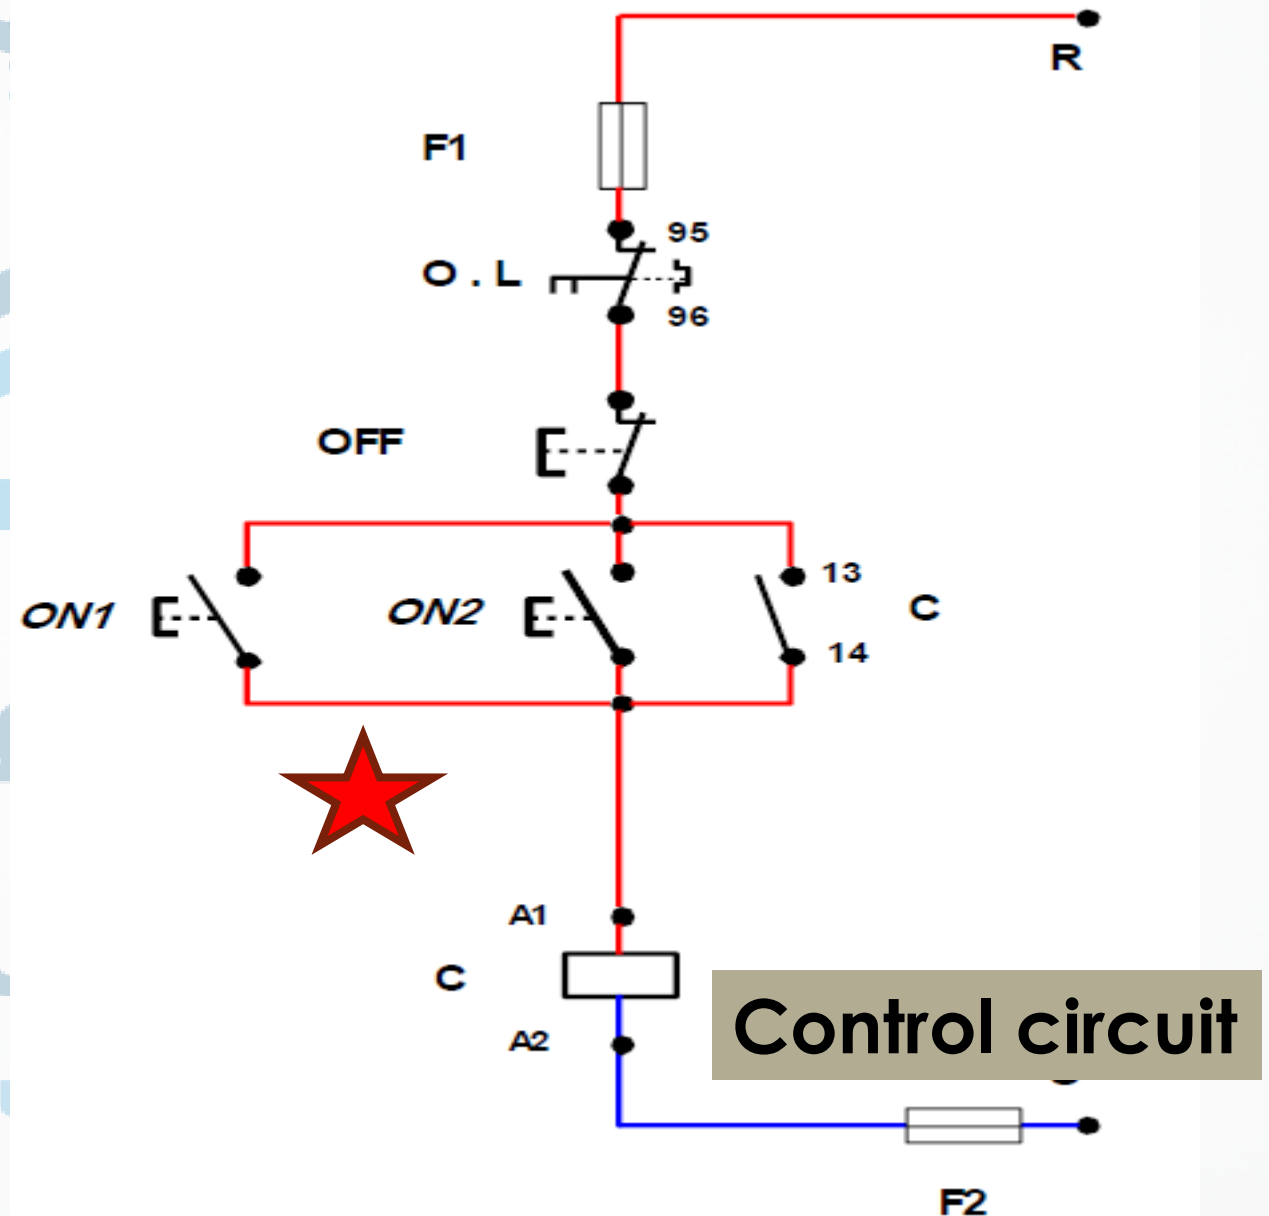 R
F1
95
O . L
96
OFF
ON1
ON2
13
C
14
A1
C
Control circuit
A2
F2